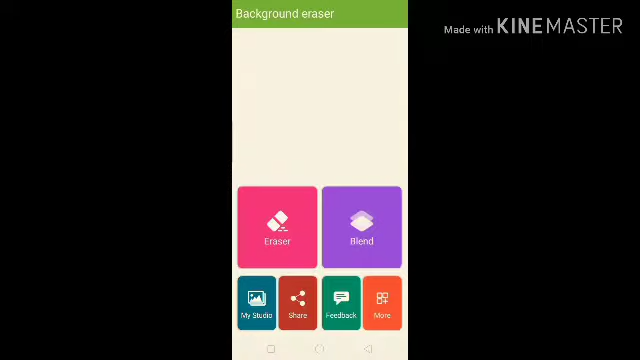 Background eraser
Made with KINEMASTER
Eraser
Blend
My Studio
Share
Feedback
More